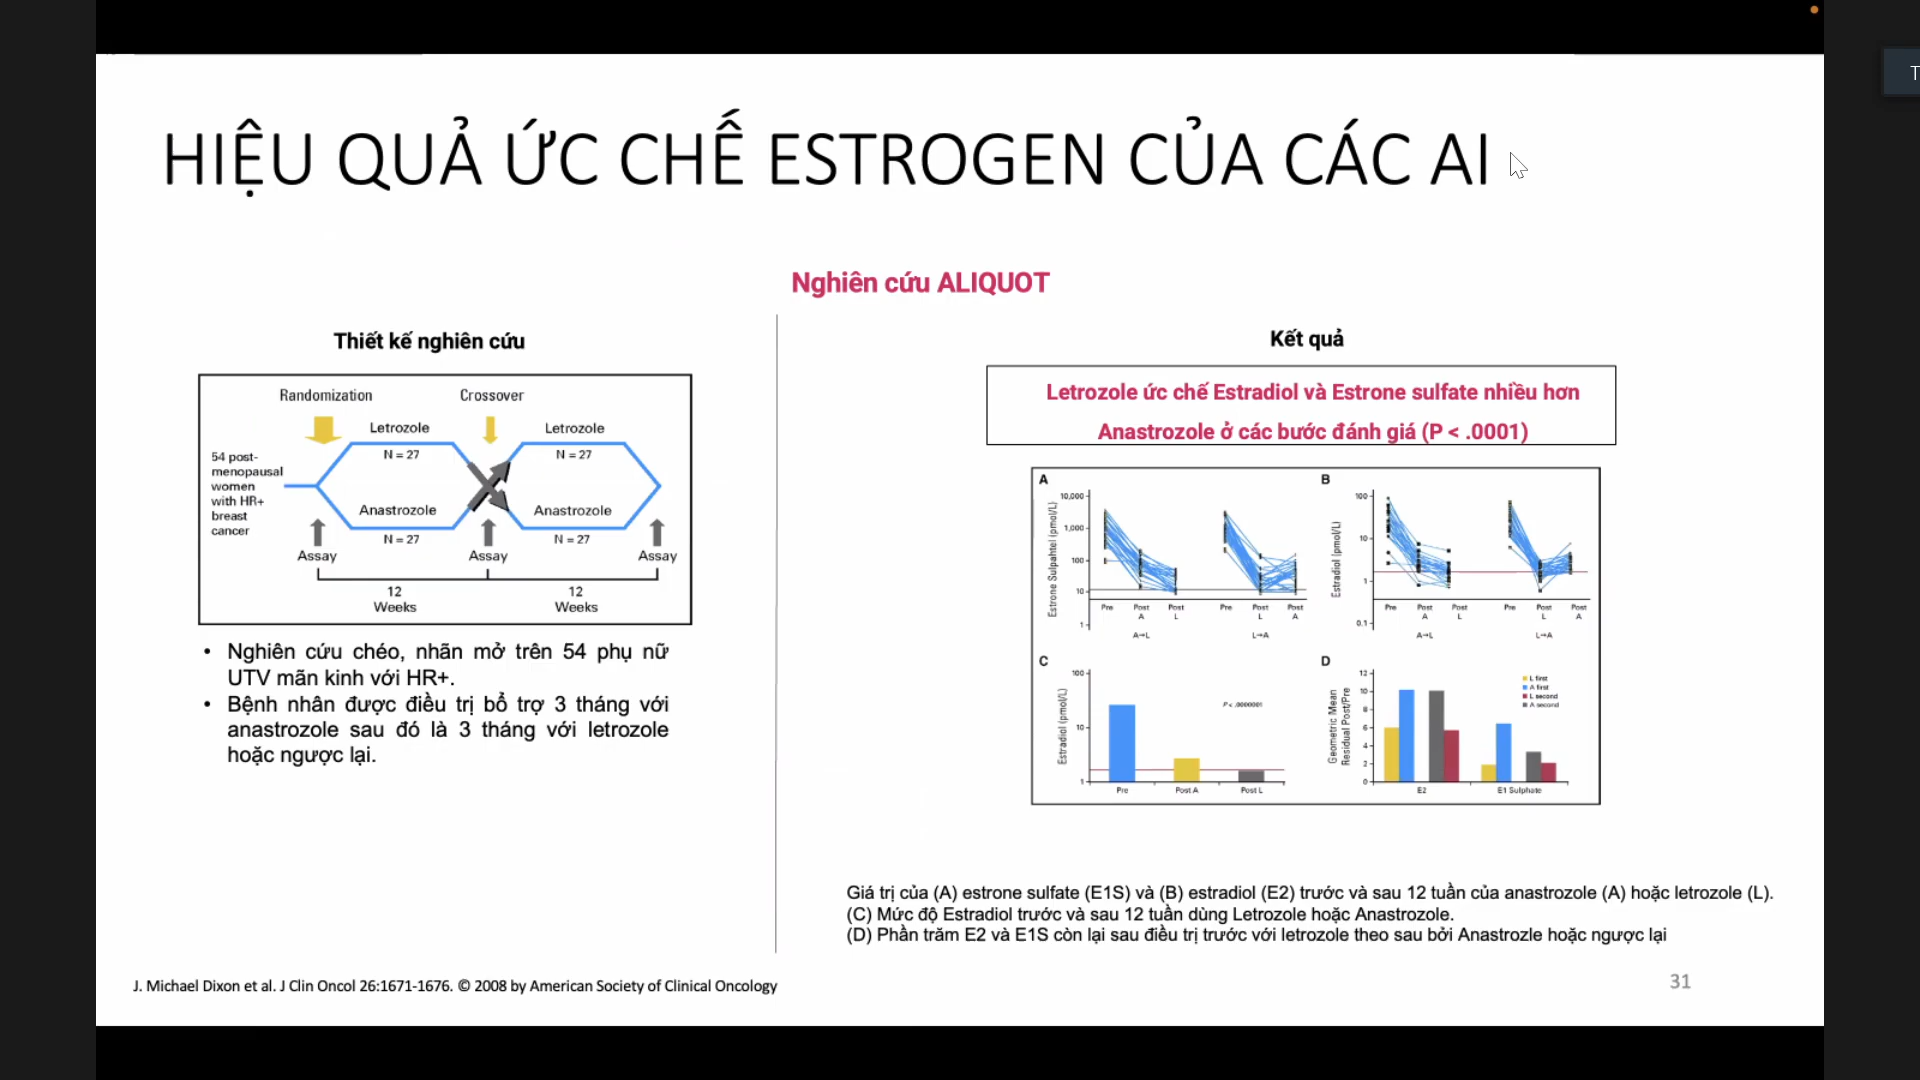 T
HIỆU QUẢ ỨC CHẾ ESTROGEN CỦA CÁC AI
Nghiên cứu ALIQUOT
Thiết kế nghiên cứu
Randomization
Crossover
Letrozole
N = 27
Letrozole
N = 27
54 post-
menopausal
women
with HR+
breast
cancer
Anastrozole
N = 27
Anastrozole
N = 27
Assay
Assay
Assay
12
Weeks
12
Weeks
• Nghiên cứu chéo, nhãn mở trên 54 phụ nữ
UTV mãn kinh với HR+.
• Bệnh nhân được điều trị bổ trợ 3 tháng với
anastrozole sau đó là 3 tháng với letrozole
hoặc ngược lại.
Kết quả
Letrozole ức chế Estradiol và Estrone sulfate nhiều hơn
Anastrozole ở các bước đánh giá (P < .0001)
A
Estrone Sulpahtel (pmol/L)
10,000
1,000
100
10
1
Pre
Post
A
Post
L
Pre
Post
L
Post
A
A→L
L→A
B
Estradiol (pmol/L)
100
10
1
0.1
Pre
Post
A
Post
L
Pre
Post
L
Post
A
A→L
L→A
C
Estradiol (pmol/L)
100
10
1
P < .0000001
Pre
Post A
Post L
D
Geometric Mean
Residual Post/Pre
12
10
8
6
4
2
0
L first
A first
L second
A second
E2
E1 Sulphate
Giá trị của (A) estrone sulfate (E1S) và (B) estradiol (E2) trước và sau 12 tuần của anastrozole (A) hoặc letrozole (L).
(C) Mức độ Estradiol trước và sau 12 tuần dùng Letrozole hoặc Anastrozole.
(D) Phần trăm E2 và E1S còn lại sau điều trị trước với letrozole theo sau bởi Anastrozle hoặc ngược lại
J. Michael Dixon et al. J Clin Oncol 26:1671-1676. © 2008 by American Society of Clinical Oncology
31